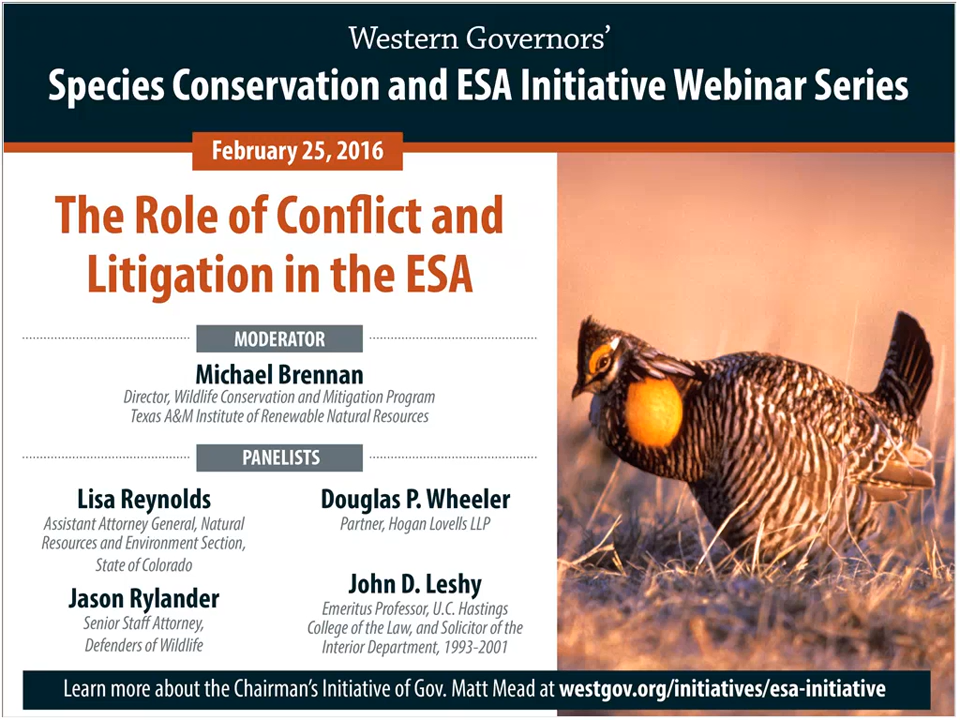 Western Governors’
Species Conservation and ESA Initiative Webinar Series
February 25, 2016
The Role of Conflict and
Litigation in the ESA
MODERATOR
Michael Brennan
Director, Wildlife Conservation and Mitigation Program
Texas A&M Institute of Renewable Natural Resources
PANELISTS
Lisa Reynolds
Assistant Attorney General, Natural
Resources and Environment Section,
State of Colorado
Douglas P. Wheeler
Partner, Hogan Lovells LLP
Jason Rylander
Senior Staff Attorney,
Defenders of Wildlife
John D. Leshy
Emeritus Professor, U.C. Hastings
College of the Law, and Solicitor of the
Interior Department, 1993-2001
Learn more about the Chairman’s Initiative of Gov. Matt Mead at westgov.org/initiatives/esa-initiative